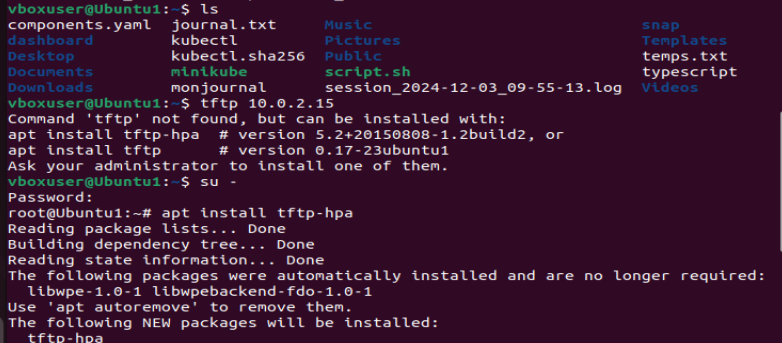 vboxuser@Ubuntu1:~$ ls
components.yaml  journal.txt     Music                            snap
dashboard        kubectl         Pictures                         Templates
Desktop          kubectl.sha256  Public                           temps.txt
Documents        minikube        script.sh                        typescript
Downloads        monjournal      session_2024-12-03_09-55-13.log  Videos
vboxuser@Ubuntu1:~$ tftp 10.0.2.15
Command 'tftp' not found, but can be installed with:
apt install tftp-hpa  # version 5.2+20150808-1.2build2, or
apt install tftp      # version 0.17-23ubuntu1
Ask your administrator to install one of them.
vboxuser@Ubuntu1:~$ su -
Password:
root@Ubuntu1:~# apt install tftp-hpa
Reading package lists... Done
Building dependency tree... Done
Reading state information... Done
The following packages were automatically installed and are no longer required:
  libwpe-1.0-1 libwpebackend-fdo-1.0-1
Use 'apt autoremove' to remove them.
The following NEW packages will be installed:
  tftp-hpa